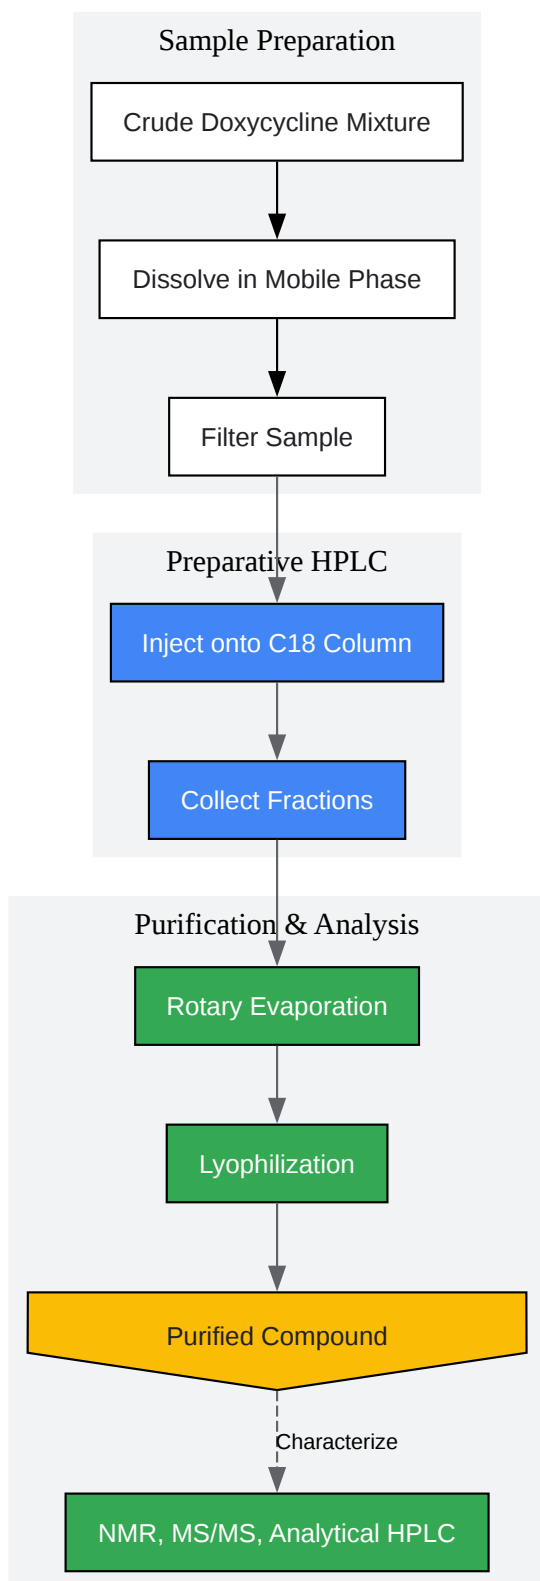 Sample Preparation
Crude Doxycycline Mixture
Dissolve in Mobile Phase
Filter Sample
Preparative HPLC
Inject onto C18 Column
Collect Fractions
Purification & Analysis
Rotary Evaporation
Lyophilization
Purified Compound
Characterize
NMR, MS/MS, Analytical HPLC